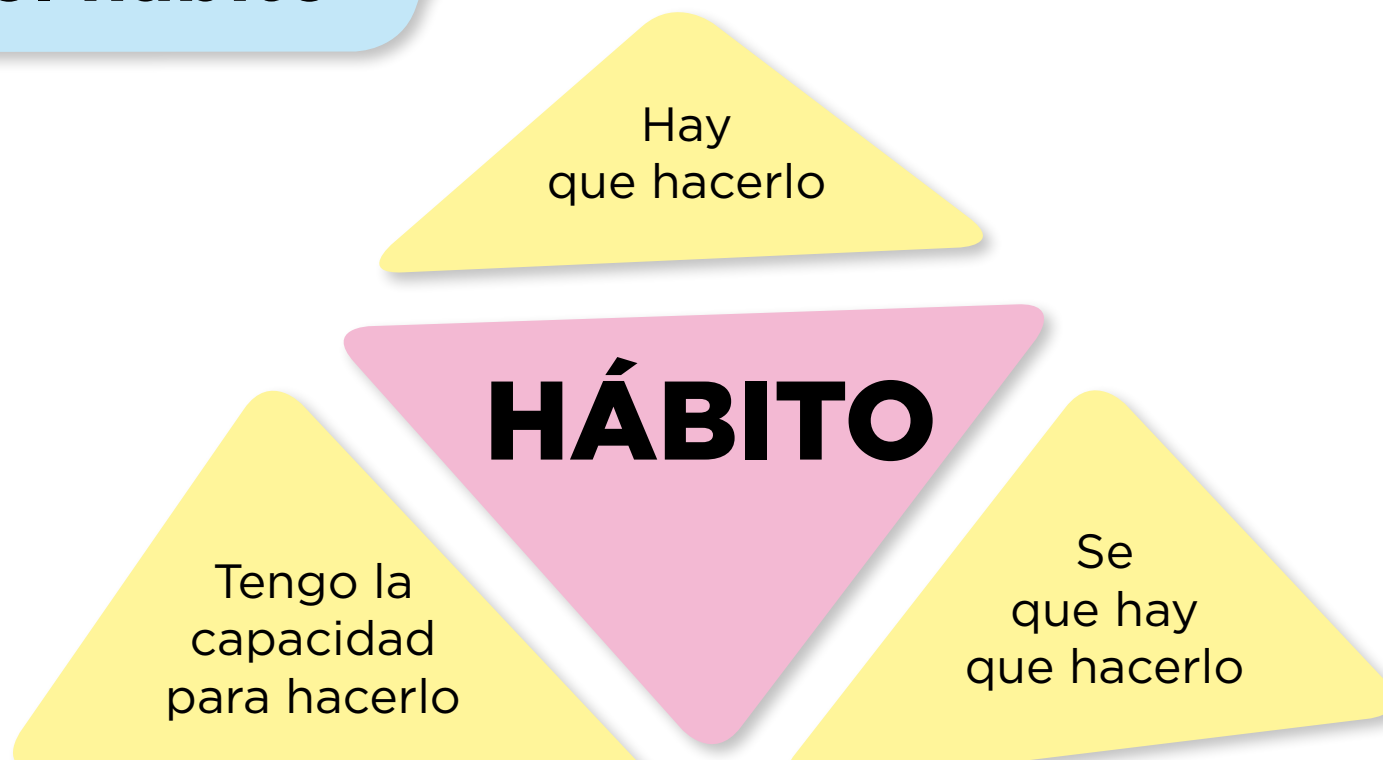 Hay
que hacerlo
HÁBITO
Tengo la
capacidad
para hacerlo
Se
que hay
que hacerlo